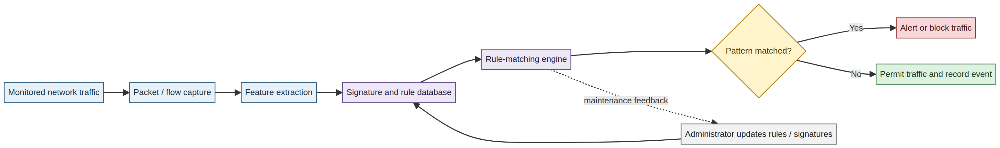 Monitored network traffic
Packet / flow capture
Feature extraction
Signature and rule database
Rule-matching engine
maintenance feedback
Pattern matched?
Administrator updates rules / signatures
Yes
No
Alert or block traffic
Permit traffic and record event